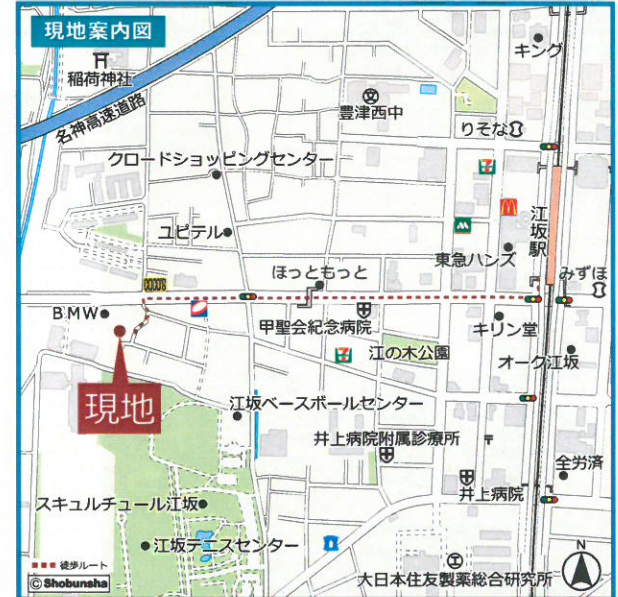 現地案内図
キング
稲荷神社
名神高速道路
豊津西中
りそな
クロードショッピングセンター
江坂駅
ユピテル
東急ハンズ
ほっともっと
みずほ
BMW
甲聖会紀念病院
キリン堂
江の木公園
オーク江坂
現地
江坂ベースボールセンター
井上病院附属診療所
全労済
井上病院
スキュルチュール江坂
江坂テニスセンター
N
徒歩ルート
© Shobunsha
大日本住友製薬総合研究所